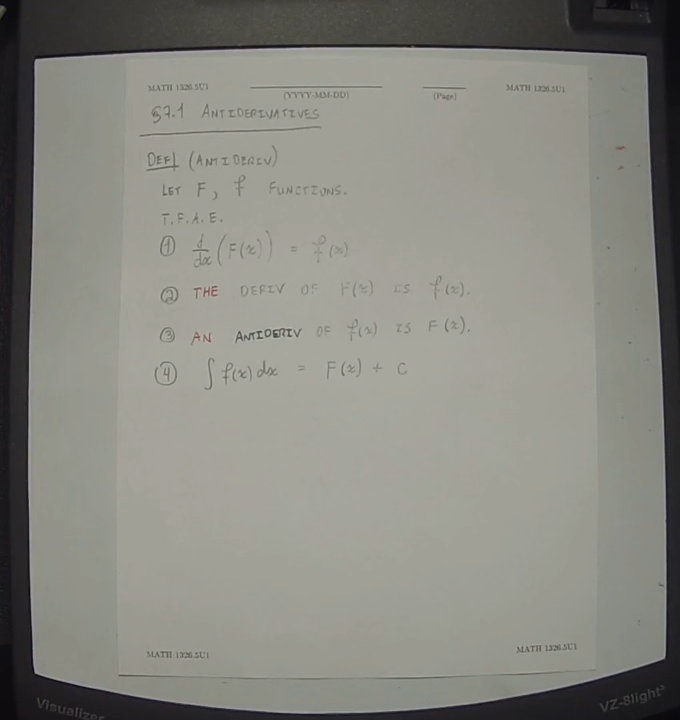 MATH 1326.5U1 (YYYY-MM-DD) (Page) MATH 1326.5U1
§7.1 ANTIDERIVATIVES
DEF| (ANTIDERIV)
LET F, f FUNCTIONS.
T.F.A.E.
① d/dx (F(x)) = f(x)
② THE DERIV OF F(x) IS f(x).
③ AN ANTIDERIV OF f(x) IS F(x).
④ ∫ f(x) dx = F(x) + C
MATH 1326.5U1 MATH 1326.5U1
Visualizer VZ-8light³